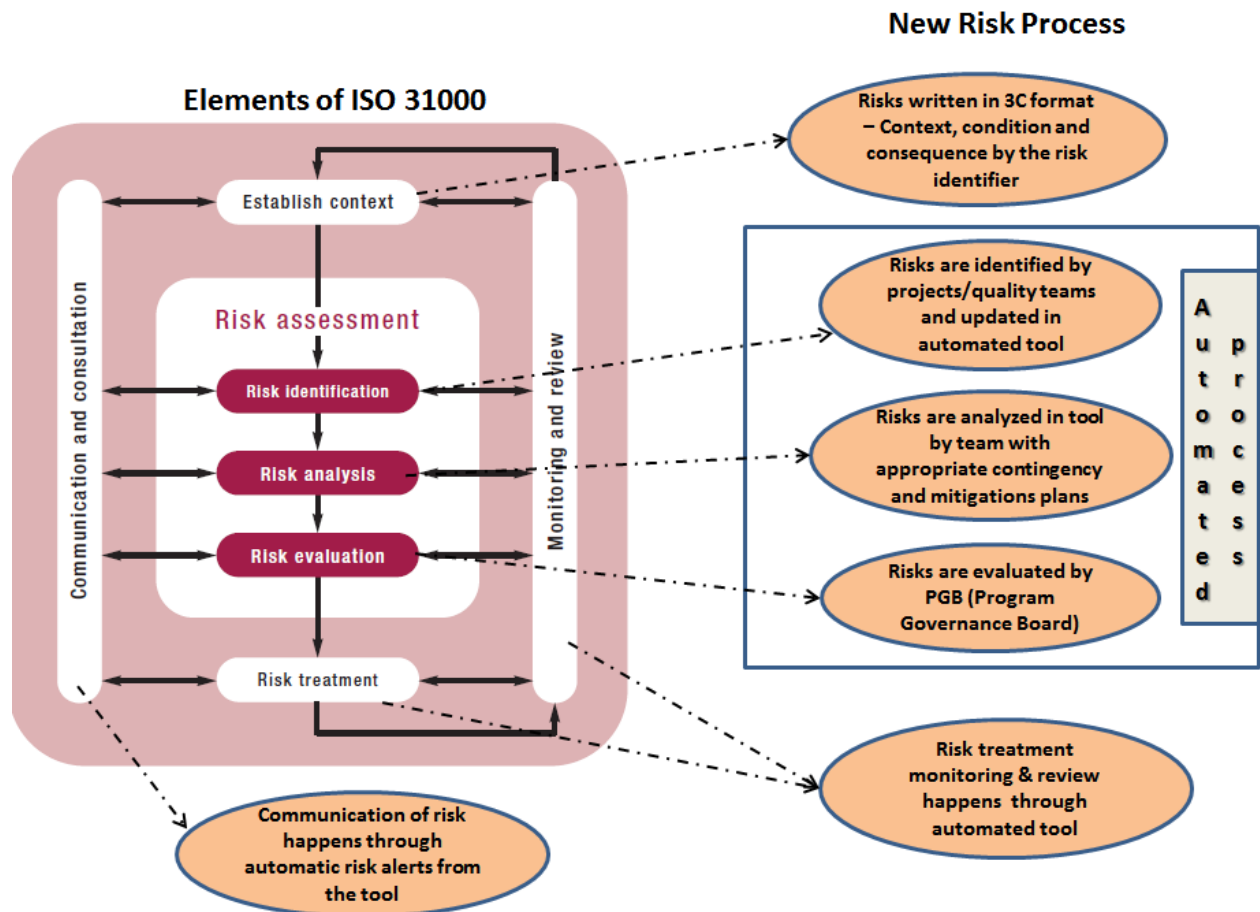 New Risk Process
Elements of ISO 31000
Risks written in 3C format
– Context, condition and
consequence by the risk
identifier
Establish context
Communication and consultation
Monitoring and review
Risk assessment
Risk identification
Risk analysis
Risk evaluation
Risk treatment
Risks are identified by
projects/quality teams
and updated in
automated tool
Risks are analyzed in tool
by team with
appropriate contingency
and mitigations plans
Risks are evaluated by
PGB (Program
Governance Board)
Automated
process
Risk treatment
monitoring & review
happens through
automated tool
Communication of risk
happens through
automatic risk alerts from
the tool